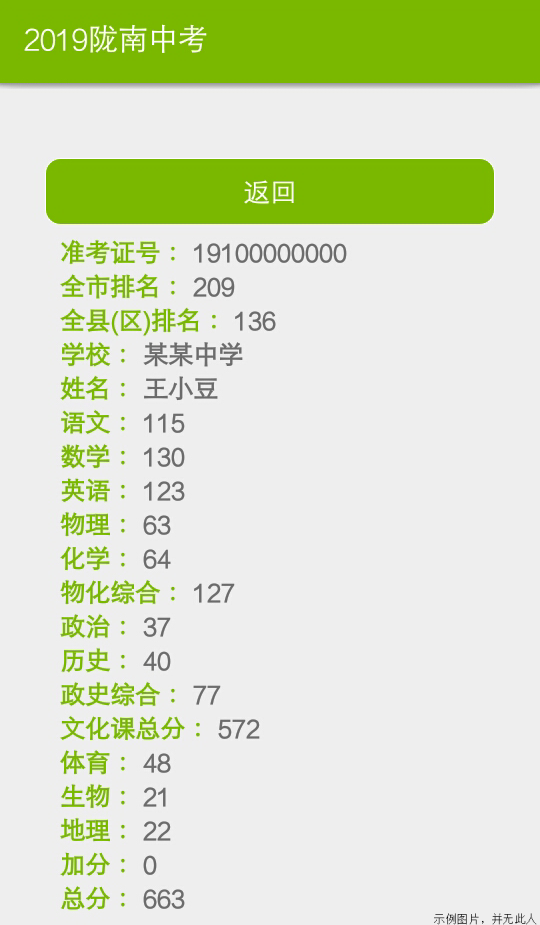 2019陇南中考
返回
准考证号： 19100000000
全市排名： 209
全县(区)排名： 136
学校： 某某中学
姓名： 王小豆
语文： 115
数学： 130
英语： 123
物理： 63
化学： 64
物化综合： 127
政治： 37
历史： 40
政史综合： 77
文化课总分： 572
体育： 48
生物： 21
地理： 22
加分： 0
总分： 663
示例图片，并无此人